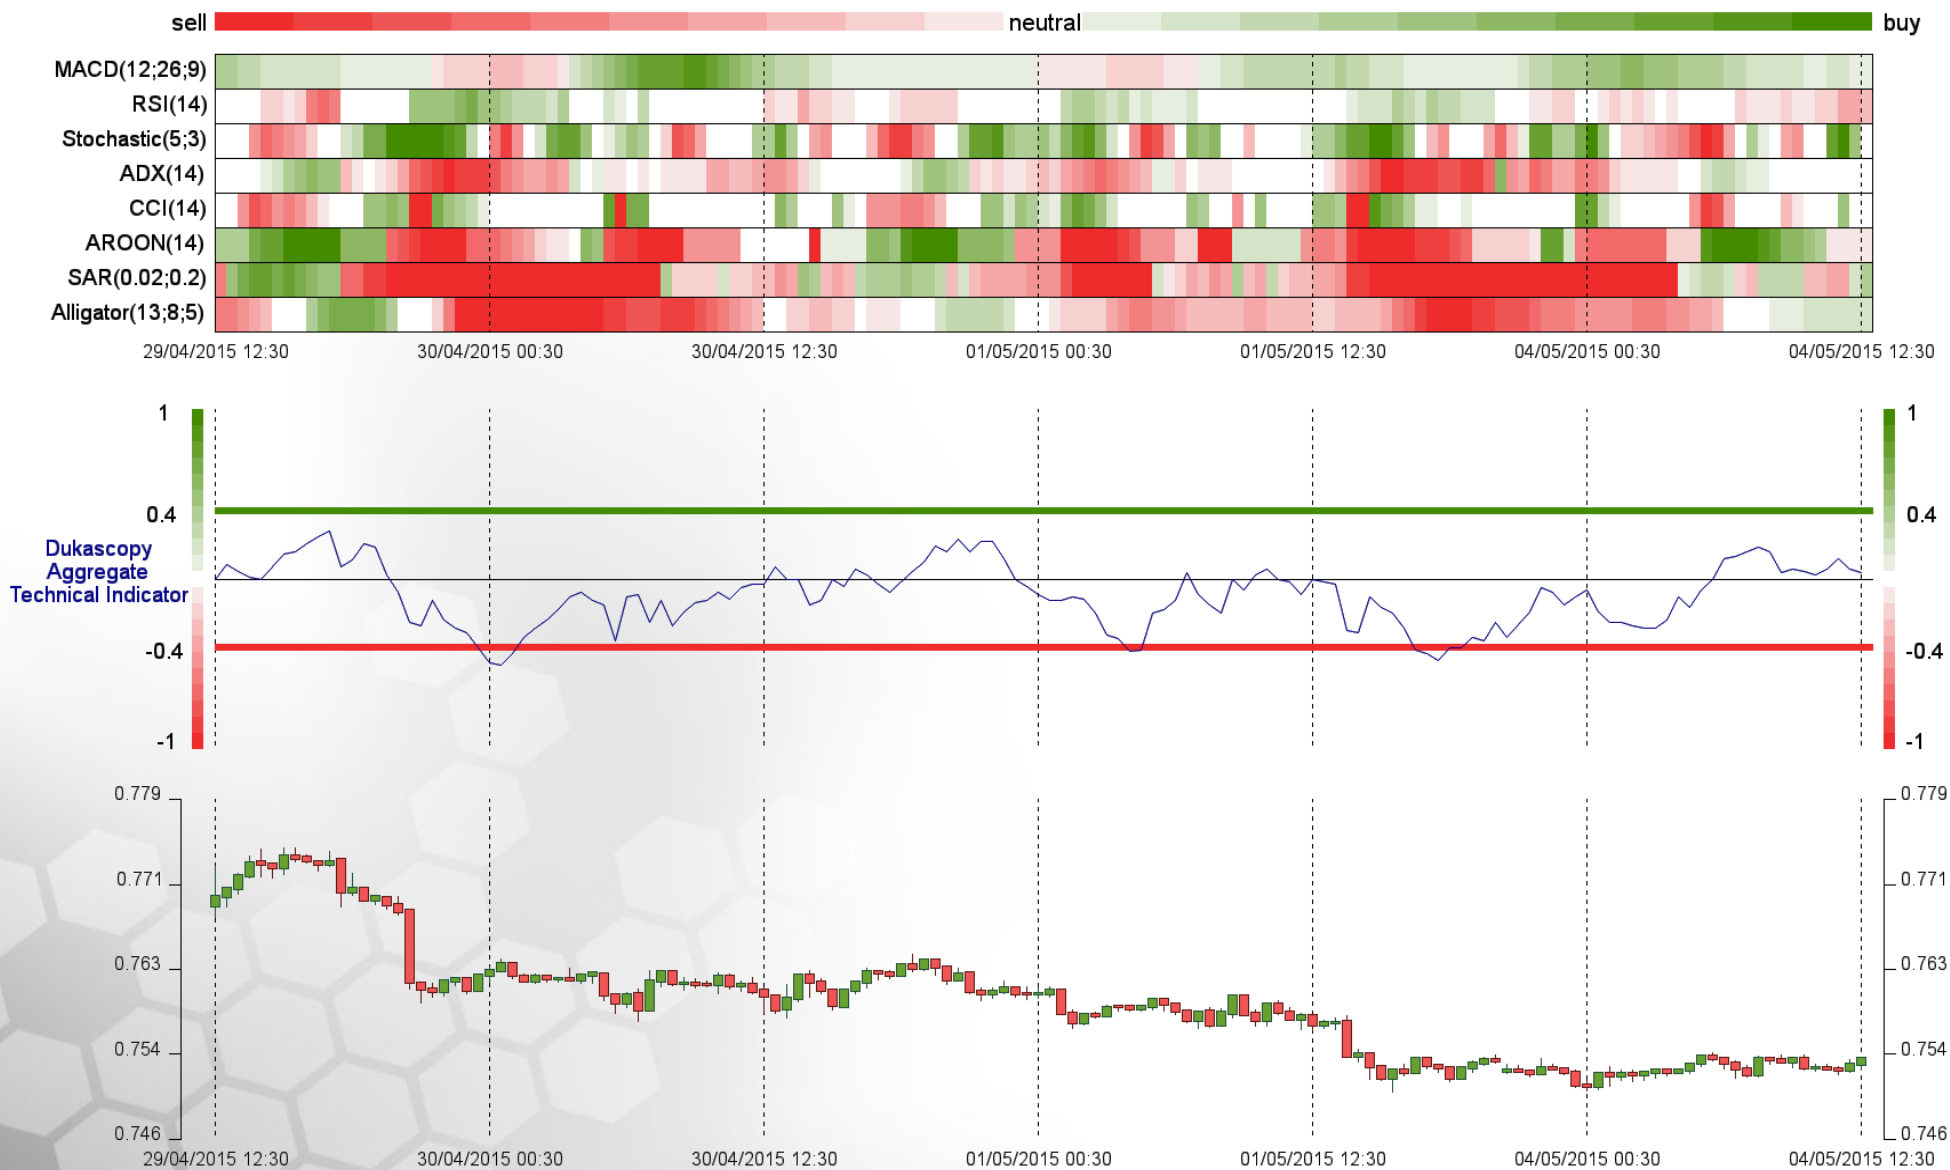 sell neutral buy
MACD(12;26;9)
RSI(14)
Stochastic(5;3)
ADX(14)
CCI(14)
AROON(14)
SAR(0.02;0.2)
Alligator(13;8;5)
29/04/2015 12:30 30/04/2015 00:30 30/04/2015 12:30 01/05/2015 00:30 01/05/2015 12:30 04/05/2015 00:30 04/05/2015 12:30
1 1
0.4 0.4
Dukascopy
Aggregate
Technical Indicator
-0.4 -0.4
-1 -1
0.779 0.779
0.771 0.771
0.763 0.763
0.754 0.754
0.746 0.746
29/04/2015 12:30 30/04/2015 00:30 30/04/2015 12:30 01/05/2015 00:30 01/05/2015 12:30 04/05/2015 00:30 04/05/2015 12:30